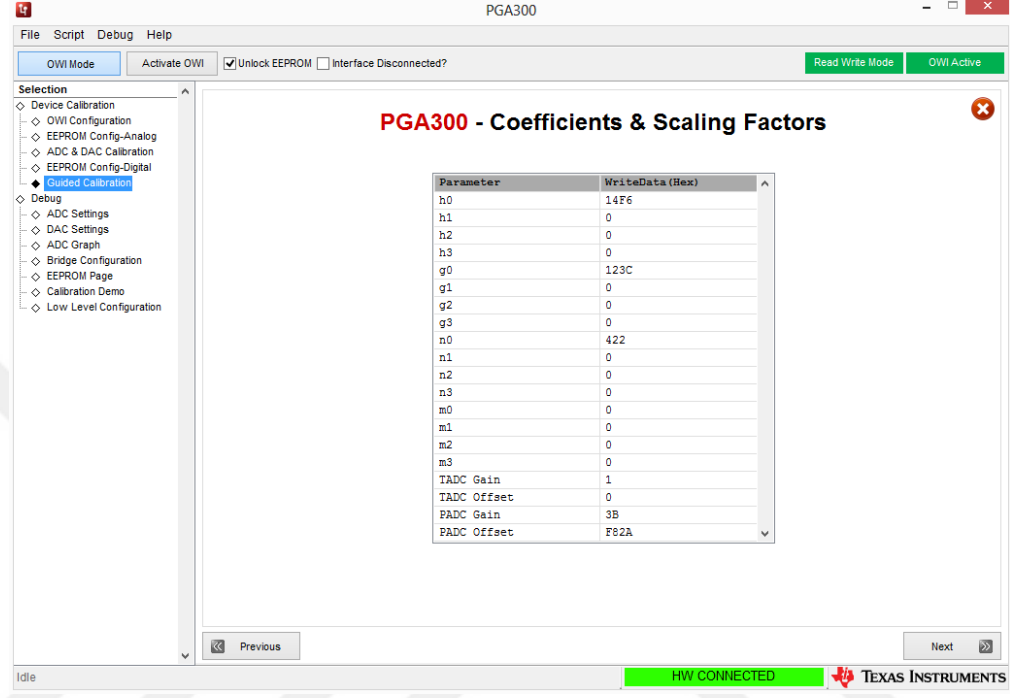 PGA300
File Script Debug Help
OWI Mode Activate OWI Unlock EEPROM Interface Disconnected? Read Write Mode OWI Active
Selection
Device Calibration
OWI Configuration
EEPROM Config-Analog
ADC & DAC Calibration
EEPROM Config-Digital
Guided Calibration
Debug
ADC Settings
DAC Settings
ADC Graph
Bridge Configuration
EEPROM Page
Calibration Demo
Low Level Configuration
PGA300 - Coefficients & Scaling Factors
Parameter WriteData(Hex)
h0 14F6
h1 0
h2 0
h3 0
g0 123C
g1 0
g2 0
g3 0
n0 422
n1 0
n2 0
n3 0
m0 0
m1 0
m2 0
m3 0
TADC Gain 1
TADC Offset 0
PADC Gain 3B
PADC Offset F82A
Previous Next
Idle HW CONNECTED TEXAS INSTRUMENTS